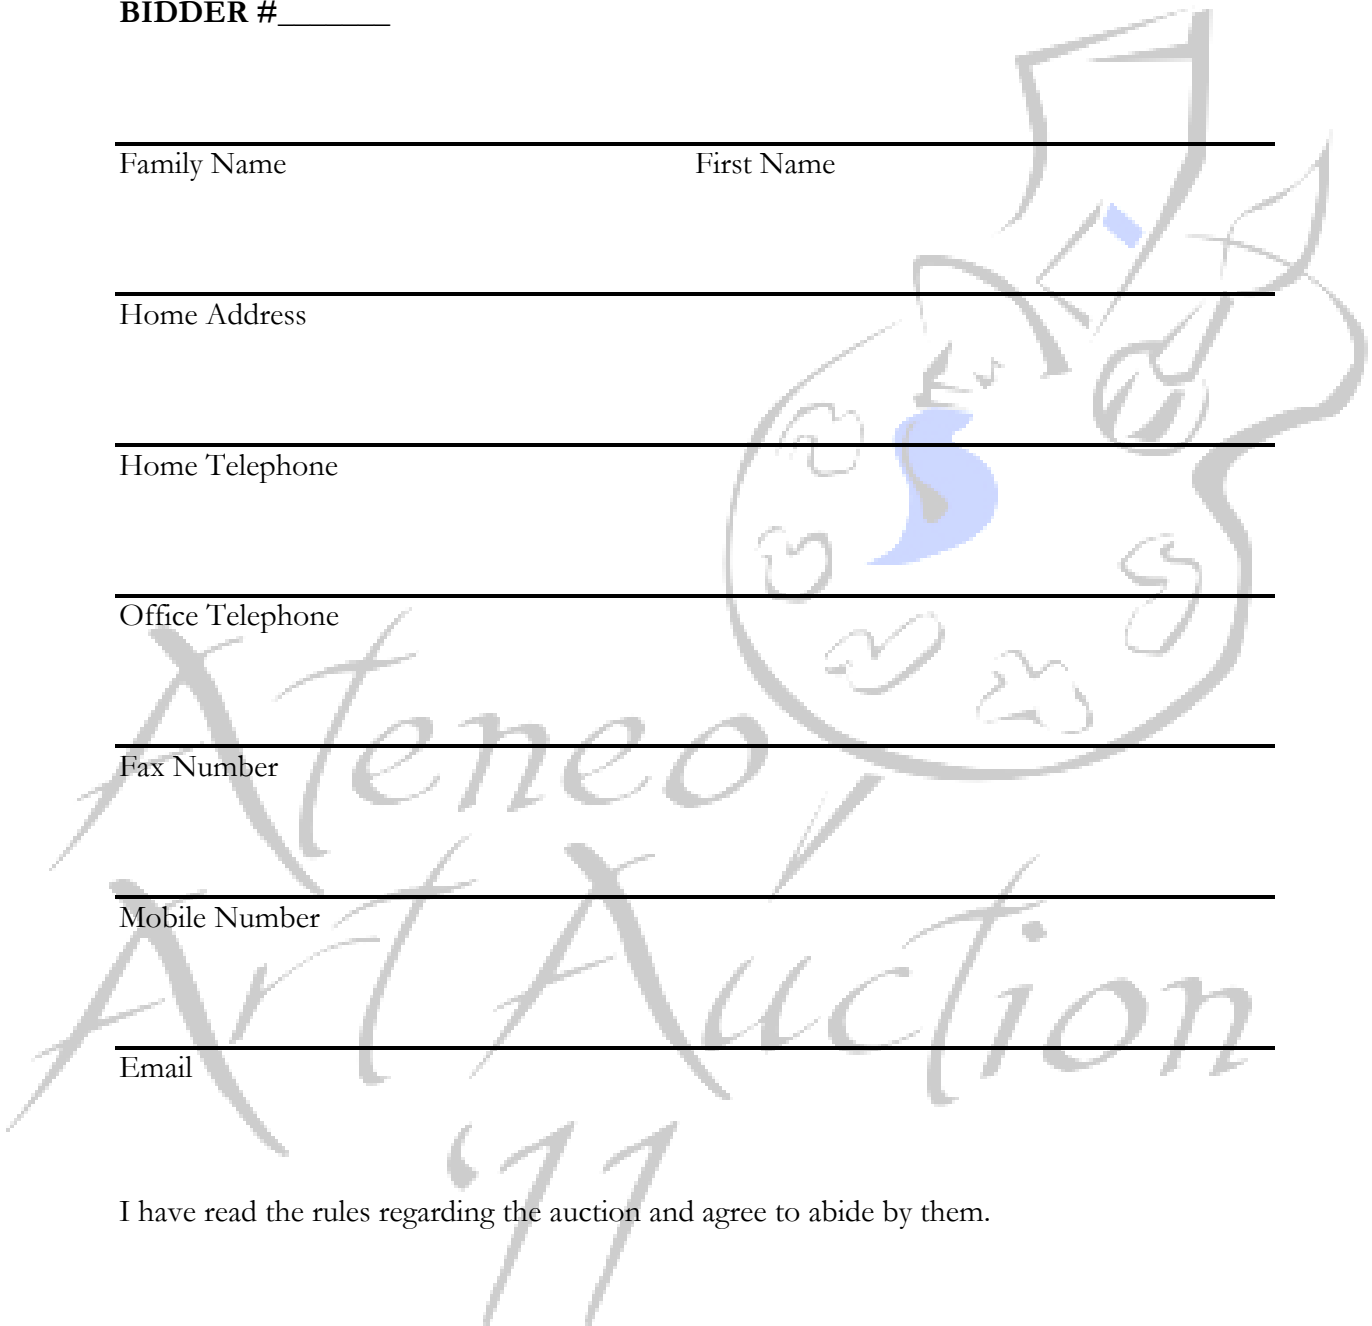 BIDDER #_______
Family Name First Name
Home Address
Home Telephone
Office Telephone
Fax Number
Mobile Number
Email
I have read the rules regarding the auction and agree to abide by them.
Ateneo
Art Auction
‘11